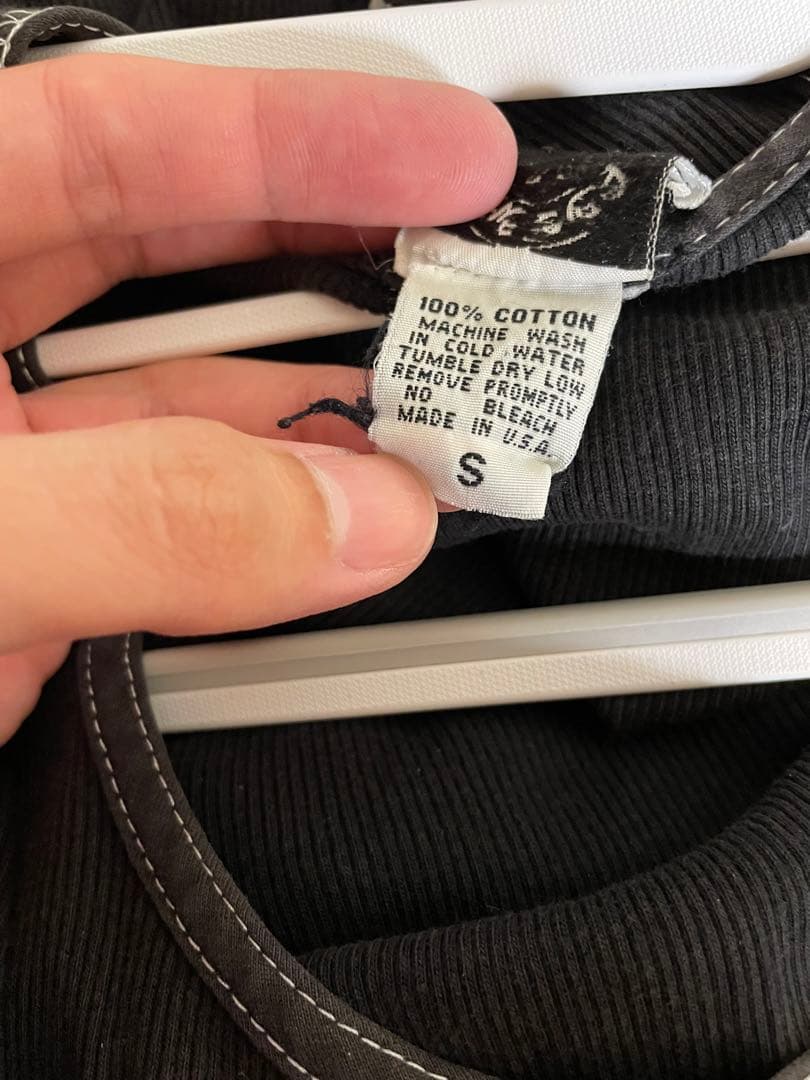 100% COTTON
MACHINE WASH
IN COLD WATER
TUMBLE DRY LOW
REMOVE PROMPTLY
NO BLEACH
MADE IN U.S.A.
S